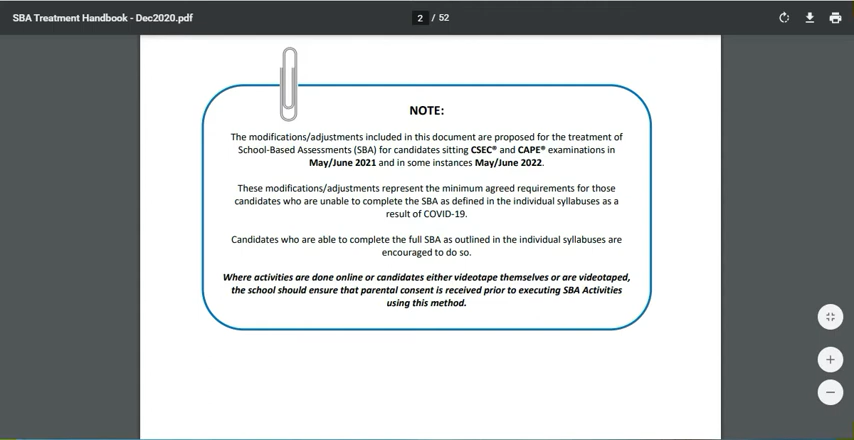 SBA Treatment Handbook - Dec2020.pdf
2 / 52
NOTE:
The modifications/adjustments included in this document are proposed for the treatment of
School-Based Assessments (SBA) for candidates sitting CSEC® and CAPE® examinations in
May/June 2021 and in some instances May/June 2022.
These modifications/adjustments represent the minimum agreed requirements for those
candidates who are unable to complete the SBA as defined in the individual syllabuses as a
result of COVID-19.
Candidates who are able to complete the full SBA as outlined in the individual syllabuses are
encouraged to do so.
Where activities are done online or candidates either videotape themselves or are videotaped,
the school should ensure that parental consent is received prior to executing SBA Activities
using this method.